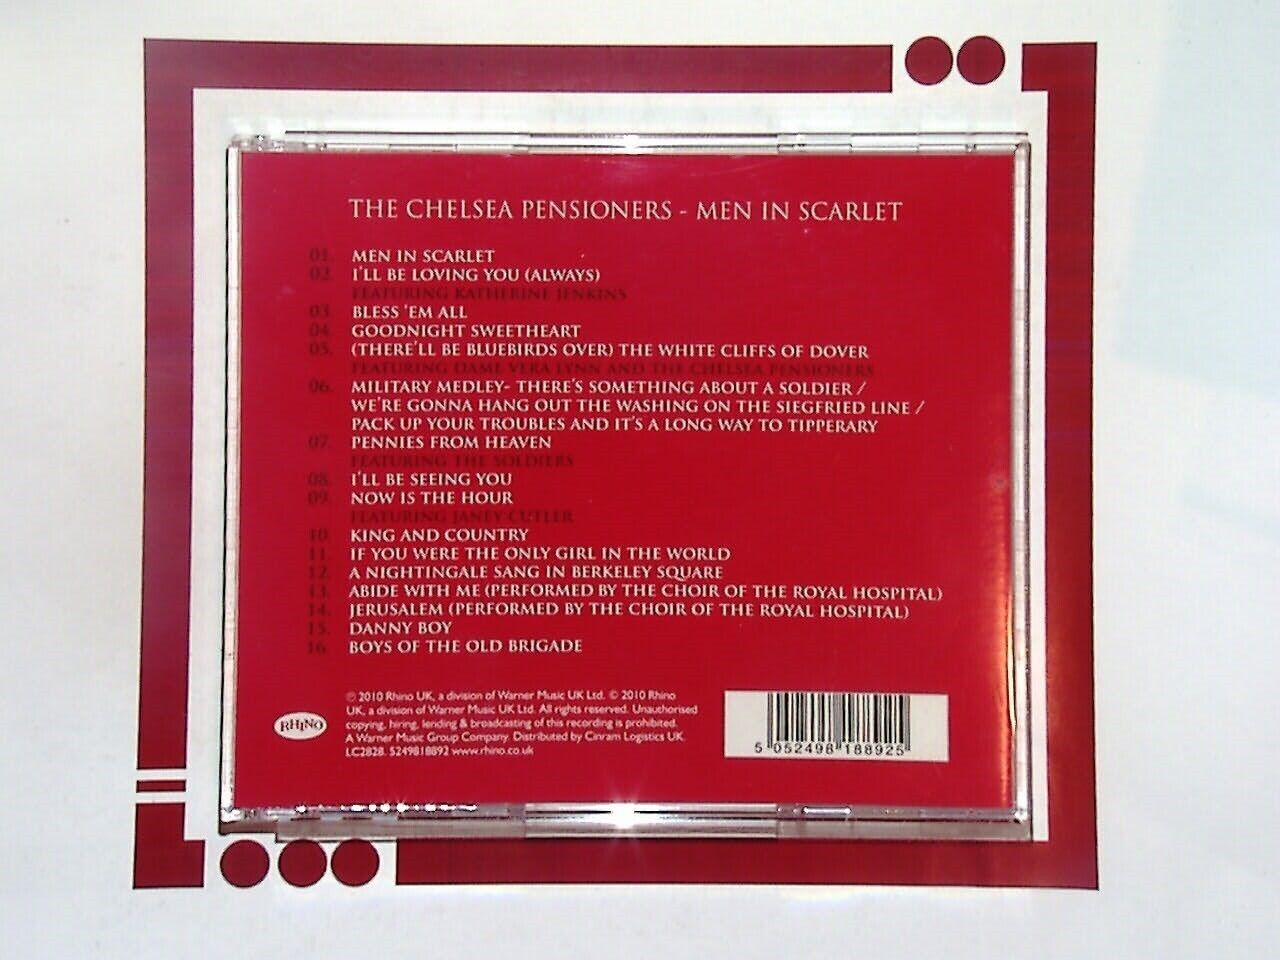 THE CHELSEA PENSIONERS - MEN IN SCARLET
01. MEN IN SCARLET
02. I'LL BE LOVING YOU (ALWAYS)
FEATURING KATHERINE JENKINS
03. BLESS 'EM ALL
04. GOODNIGHT SWEETHEART
05. (THERE'LL BE BLUEBIRDS OVER) THE WHITE CLIFFS OF DOVER
FEATURING DAME VERA LYNN AND THE CHELSEA PENSIONERS
06. MILITARY MEDLEY- THERE'S SOMETHING ABOUT A SOLDIER /
WE'RE GONNA HANG OUT THE WASHING ON THE SIEGFRIED LINE /
PACK UP YOUR TROUBLES AND IT'S A LONG WAY TO TIPPERARY
07. PENNIES FROM HEAVEN
FEATURING THE SOLDIERS
08. I'LL BE SEEING YOU
09. NOW IS THE HOUR
FEATURING JANEY CUTLER
10. KING AND COUNTRY
11. IF YOU WERE THE ONLY GIRL IN THE WORLD
12. A NIGHTINGALE SANG IN BERKELEY SQUARE
13. ABIDE WITH ME (PERFORMED BY THE CHOIR OF THE ROYAL HOSPITAL)
14. JERUSALEM (PERFORMED BY THE CHOIR OF THE ROYAL HOSPITAL)
15. DANNY BOY
16. BOYS OF THE OLD BRIGADE
RHINO
℗ 2010 Rhino UK, a division of Warner Music UK Ltd. © 2010 Rhino
UK, a division of Warner Music UK Ltd. All rights reserved. Unauthorised
copying, hiring, lending & broadcasting of this recording is prohibited.
A Warner Music Group Company. Distributed by Cinram Logistics UK.
LC2828. 5249818892 www.rhino.co.uk
5 052498 188925